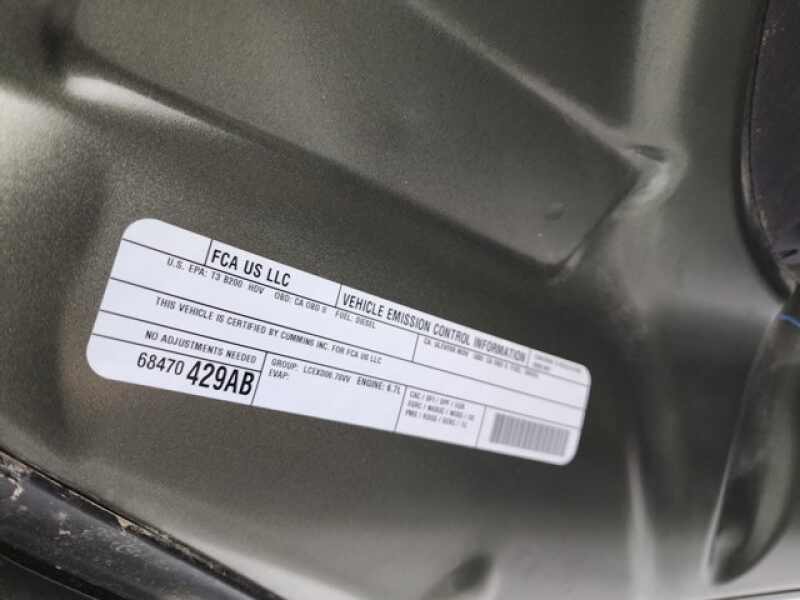 FCA US LLC
VEHICLE EMISSION CONTROL INFORMATION
U.S. EPA: T3 B200 HDV OBD: CA OBD II FUEL: DIESEL
THIS VEHICLE IS CERTIFIED BY CUMMINS INC. FOR FCA US LLC
NO ADJUSTMENTS NEEDED
68470 429AB
GROUP: ENGINE: 6.7L
EVAP: